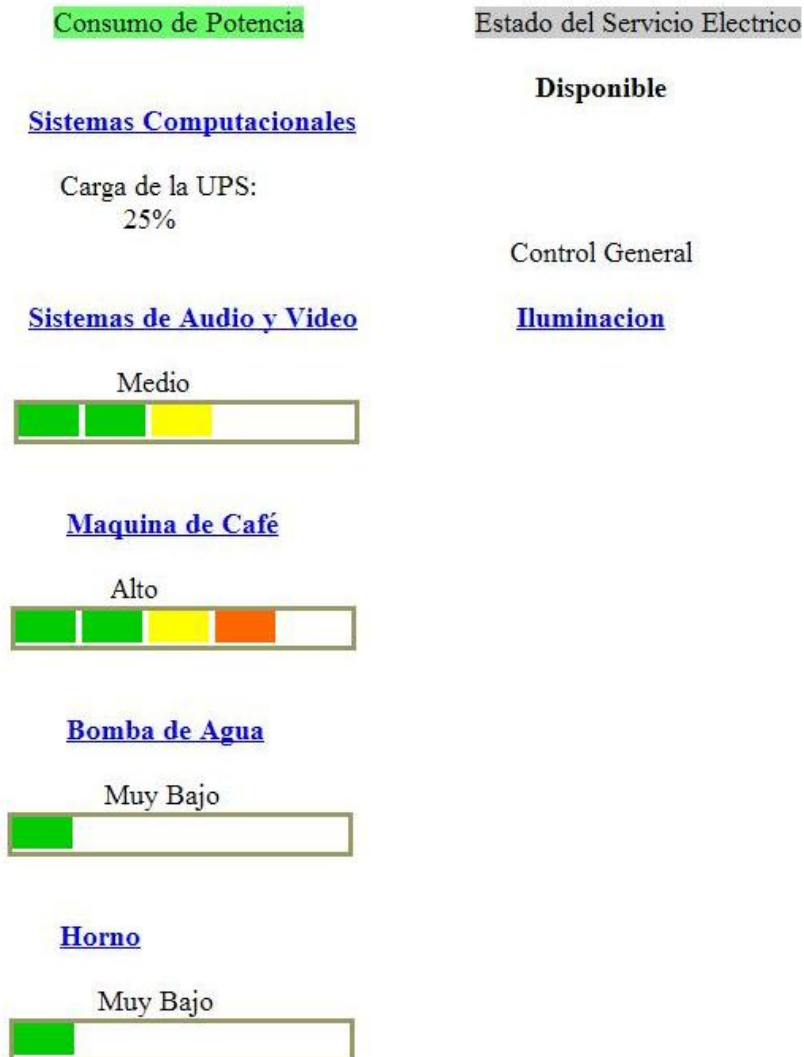 Consumo de Potencia
Estado del Servicio Electrico
Disponible
Sistemas Computacionales
Carga de la UPS:
25%
Control General
Sistemas de Audio y Video
Iluminacion
Medio
Maquina de Café
Alto
Bomba de Agua
Muy Bajo
Horno
Muy Bajo